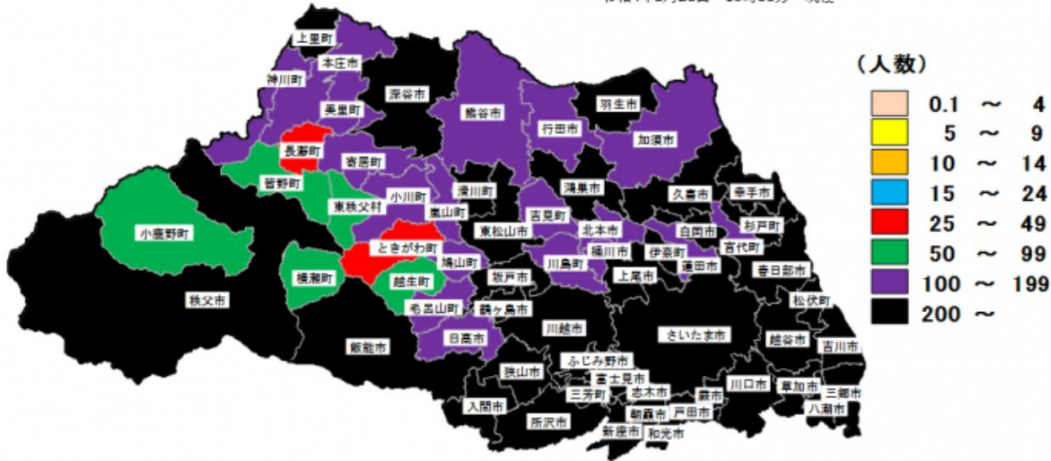 上里町
本庄市
神川町
深谷市
美里町
熊谷市
羽生市
行田市
加須市
長瀞町
寄居町
皆野町
小川町
滑川町
鴻巣市
久喜市
幸手市
東秩父村
嵐山町
吉見町
小鹿野町
東松山市
北本市
白岡市
杉戸町
ときがわ町
宮代町
桶川市
伊奈町
鳩山町
川島町
蓮田市
横瀬町
越生町
坂戸市
上尾市
春日部市
秩父市
毛呂山町
鶴ヶ島市
松伏町
川越市
さいたま市
日高市
越谷市
吉川市
飯能市
ふじみ野市
狭山市
富士見市
三芳町
志木市
蕨市
川口市
草加市
三郷市
入間市
朝霞市
戸田市
八潮市
所沢市
新座市
和光市
(人数)
0.1 ～ 4
5 ～ 9
10 ～ 14
15 ～ 24
25 ～ 49
50 ～ 99
100 ～ 199
200 ～